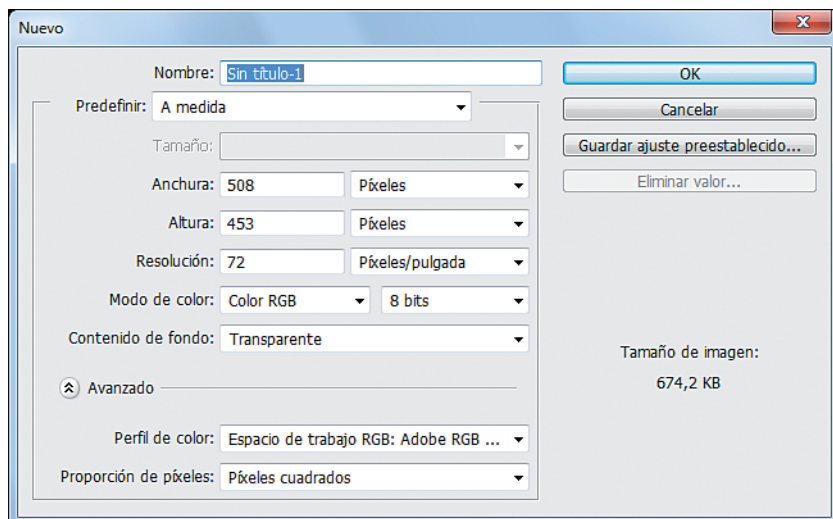 Nuevo
Nombre: Sin título-1
OK
Predefinir: A medida
Cancelar
Tamaño:
Guardar ajuste preestablecido...
Anchura: 508 Píxeles
Eliminar valor...
Altura: 453 Píxeles
Resolución: 72 Píxeles/pulgada
Modo de color: Color RGB 8 bits
Contenido de fondo: Transparente
Tamaño de imagen:
674,2 KB
Avanzado
Perfil de color: Espacio de trabajo RGB: Adobe RGB ...
Proporción de píxeles: Píxeles cuadrados